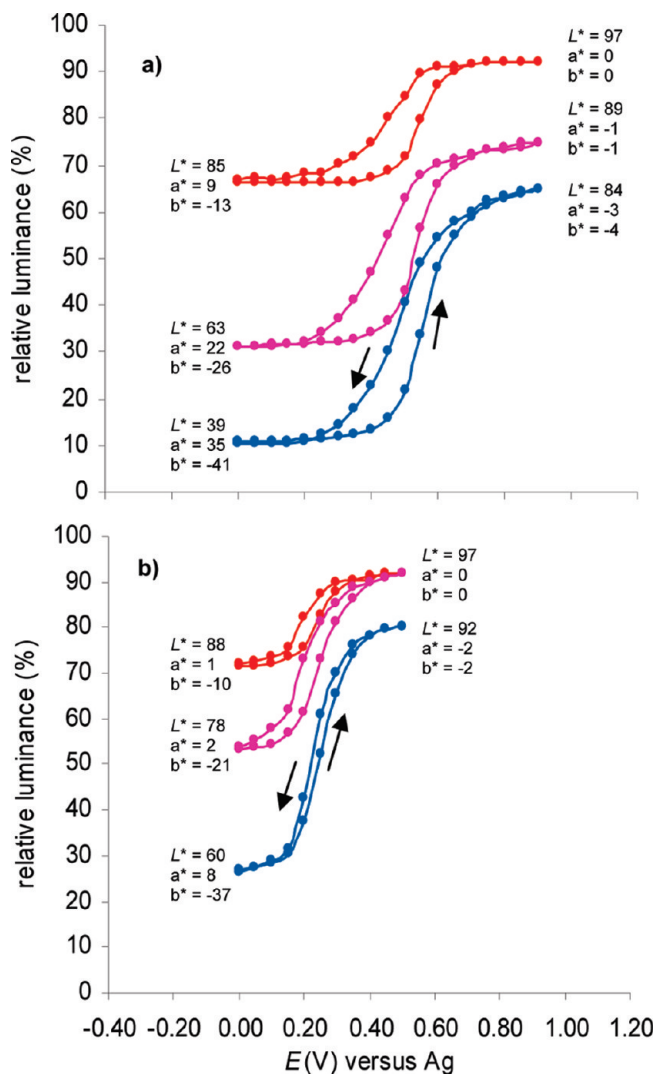 a)
relative luminance (%)
100
90
80
70
60
50
40
30
20
10
0
L* = 97
a* = 0
b* = 0
L* = 89
a* = -1
b* = -1
L* = 84
a* = -3
b* = -4
L* = 85
a* = 9
b* = -13
L* = 63
a* = 22
b* = -26
L* = 39
a* = 35
b* = -41
b)
relative luminance (%)
100
90
80
70
60
50
40
30
20
10
0
L* = 97
a* = 0
b* = 0
L* = 92
a* = -2
b* = -2
L* = 88
a* = 1
b* = -10
L* = 78
a* = 2
b* = -21
L* = 60
a* = 8
b* = -37
-0.40 -0.20 0.00 0.20 0.40 0.60 0.80 1.00 1.20
E (V) versus Ag